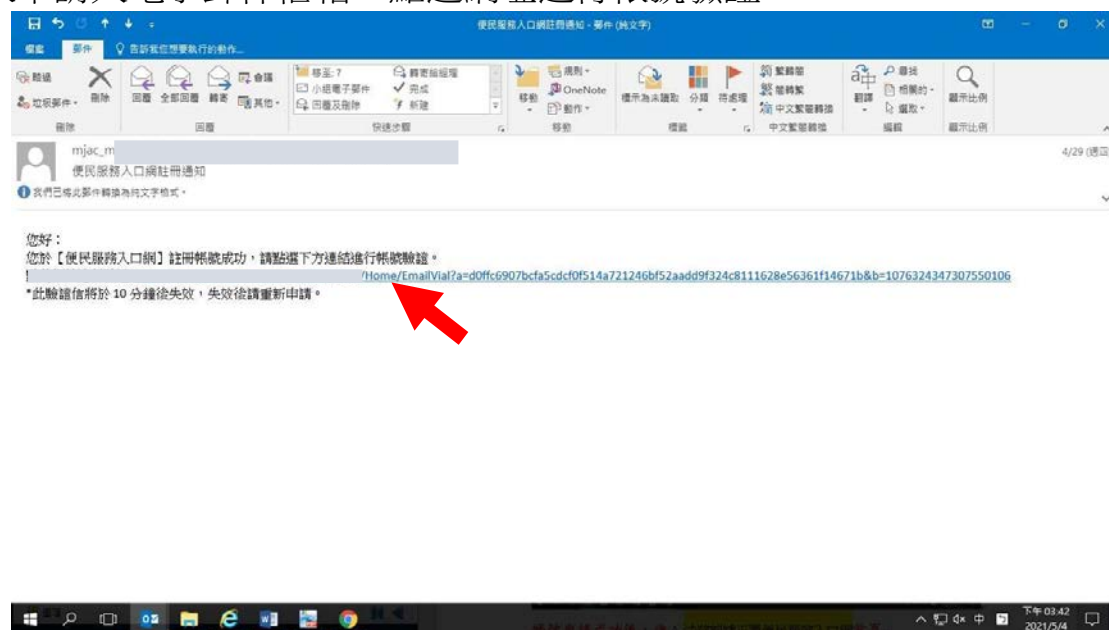 便民服務入口網註冊通知 - 郵件 (純文字)
檔案 郵件 告訴我您想要執行的動作...
略過
垃圾郵件
刪除
回覆 全部回覆 轉寄
會議
其他
移至: ?
小組電子郵件
回覆及刪除
轉寄給經理
完成
新建
移動
規則
OneNote
動作
標示為未讀取 分類 待處理
繁轉簡
簡轉繁
中文繁簡轉換
翻譯
尋找
相關的
選取
顯示比例
刪除 回覆 快速步驟 移動 標籤 中文繁簡轉換 編輯 顯示比例
mjac_m
4/29 (週四
便民服務入口網註冊通知
我們已將此郵件轉換為純文字格式。
您好：
您於【便民服務入口網】註冊帳號成功，請點選下方連結進行帳號驗證。
/Home/EmailVial?a=d0ffc6907bcfa5cdcf0f514a721246bf52aadd9f324c8111628e56361f14671b&b=1076324347307550106
*此驗證信將於 10 分鐘後失效，失效後請重新申請。
中
下午 03:42
2021/5/4